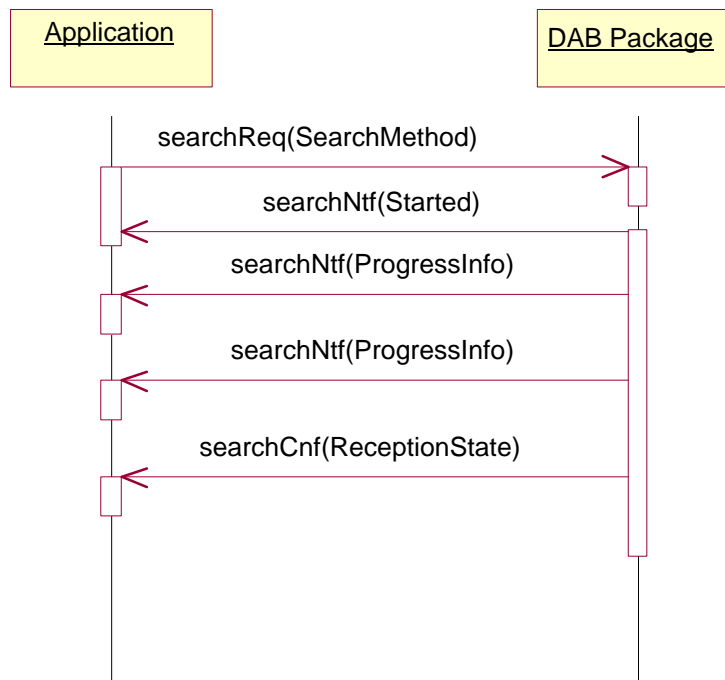 Application
DAB Package
searchReq(SearchMethod)
searchNtf(Started)
searchNtf(ProgressInfo)
searchNtf(ProgressInfo)
searchCnf(ReceptionState)